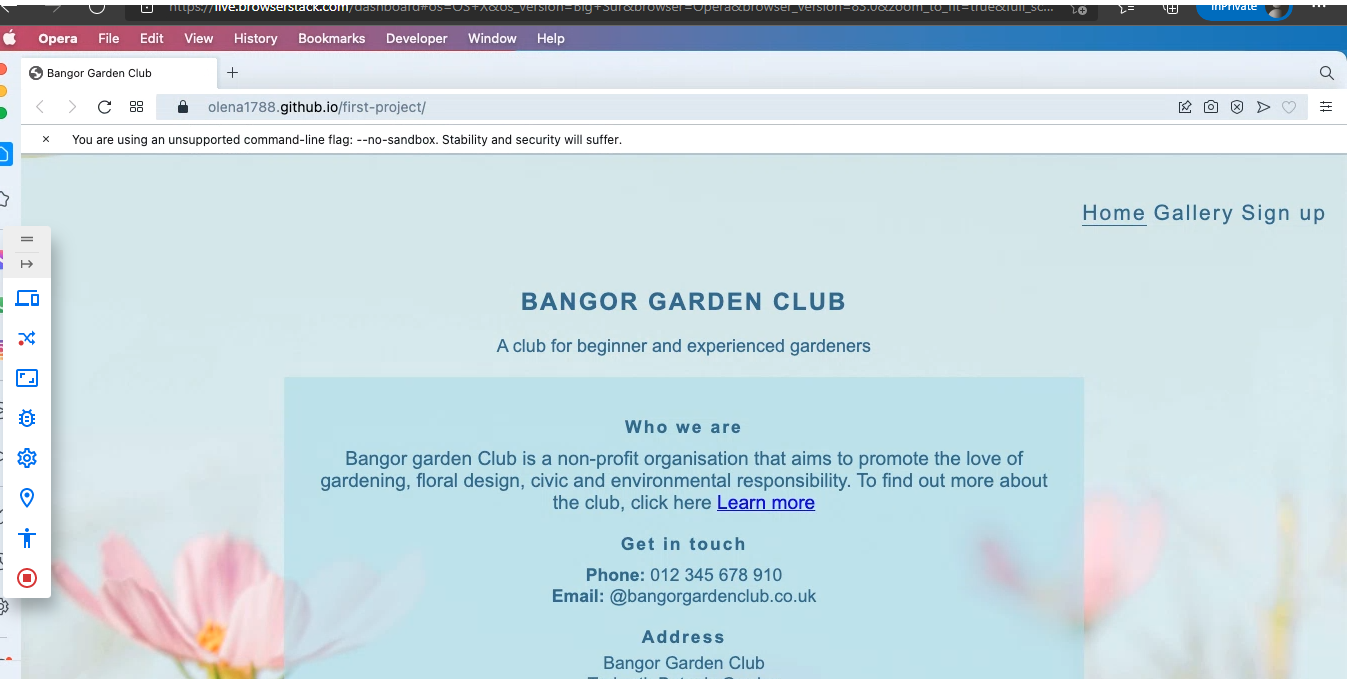 https://live.browserstack.com/dashboard#os=OS+X&os_version=Big+Sur&browser=Opera&browser_version=83.0&zoom_to_fit=true&full_sc... InPrivate
Opera File Edit View History Bookmarks Developer Window Help
Bangor Garden Club
olena1788.github.io/first-project/
You are using an unsupported command-line flag: --no-sandbox. Stability and security will suffer.
Home Gallery Sign up
BANGOR GARDEN CLUB
A club for beginner and experienced gardeners
Who we are
Bangor garden Club is a non-profit organisation that aims to promote the love of
gardening, floral design, civic and environmental responsibility. To find out more about
the club, click here Learn more
Get in touch
Phone: 012 345 678 910
Email: @bangorgardenclub.co.uk
Address
Bangor Garden Club